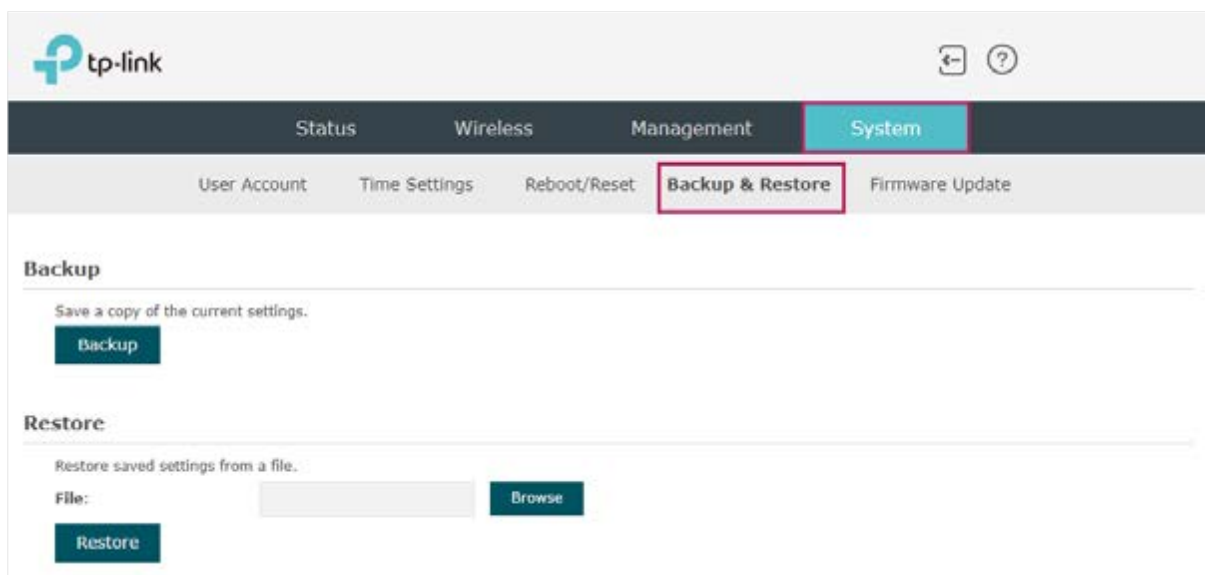 tp-link
?
Status Wireless Management System
User Account Time Settings Reboot/Reset Backup & Restore Firmware Update
Backup
Save a copy of the current settings.
Backup
Restore
Restore saved settings from a file.
File: Browse
Restore